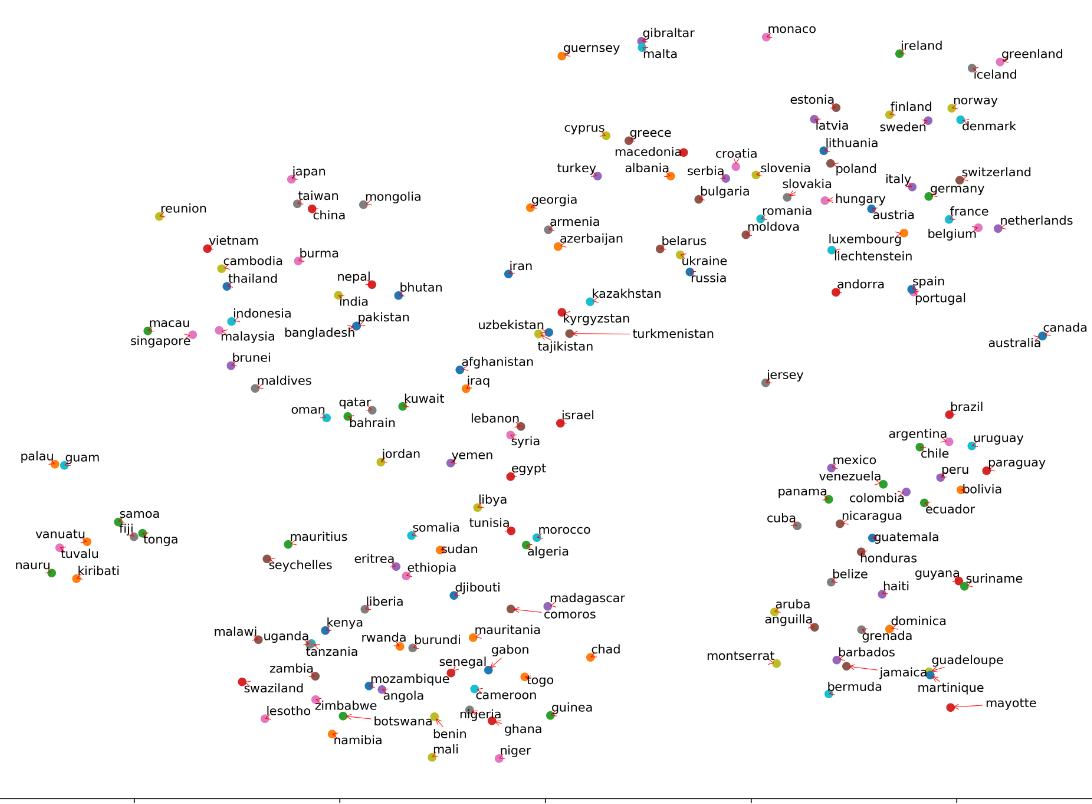 monaco
gibraltar
guernsey
malta
ireland
greenland
iceland
estonia
finland
norway
latvia
sweden
denmark
cyprus
greece
lithuania
macedonia
croatia
poland
turkey
albania
serbia
slovenia
switzerland
japan
slovakia
italy
germany
taiwan
mongolia
bulgaria
hungary
reunion
china
georgia
romania
austria
france
netherlands
armenia
moldova
belgium
vietnam
azerbaijan
belarus
luxembourg
burma
ukraine
liechtenstein
cambodia
iran
nepal
russia
thailand
bhutan
andorra
spain
india
kazakhstan
portugal
indonesia
pakistan
kyrgyzstan
macau
bangladesh
uzbekistan
turkmenistan
canada
singapore
malaysia
tajikistan
australia
brunei
afghanistan
maldives
iraq
jersey
qatar
kuwait
oman
bahrain
lebanon
israel
brazil
syria
argentina
uruguay
jordan
yemen
chile
palau
guam
egypt
mexico
peru
paraguay
venezuela
panama
colombia
bolivia
libya
ecuador
samoa
cuba
nicaragua
fiji
tunisia
morocco
vanuatu
tonga
mauritius
somalia
guatemala
tuvalu
sudan
algeria
honduras
nauru
kiribati
seychelles
eritrea
ethiopia
belize
guyana
suriname
djibouti
haiti
liberia
madagascar
comoros
aruba
anguilla
dominica
malawi
uganda
kenya
rwanda
burundi
mauritania
grenada
tanzania
senegal
gabon
chad
montserrat
barbados
guadeloupe
zambia
jamaica
swaziland
mozambique
togo
bermuda
martinique
angola
cameroon
lesotho
zimbabwe
botswana
nigeria
guinea
mayotte
namibia
benin
ghana
mali
niger